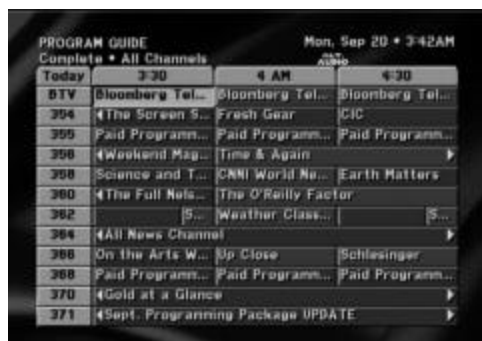 PROGRAM GUIDE Mon, Sep 20 • 3:42AM
Complete • All Channels ALT. AUDIO
Today 3:30 4 AM 4:30
BTV Bloomberg Tel... Bloomberg Tel... Bloomberg Tel...
354 The Screen S... Fresh Gear CIC
355 Paid Programm... Paid Programm... Paid Programm...
356 Weekend Mag... Time & Again
358 Science and T... CNNI World Ne... Earth Matters
360 The Full Nels... The O'Reilly Factor
362 S... Weather Class... S...
364 All News Channel
366 On the Arts W... Up Close Schlesinger
368 Paid Programm... Paid Programm... Paid Programm...
370 Gold at a Glance
371 Sept. Programming Package UPDATE